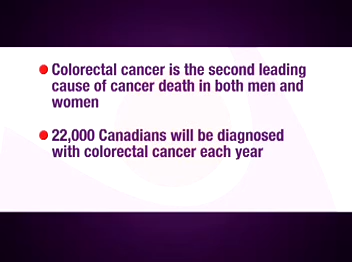 Colorectal cancer is the second leading
cause of cancer death in both men and
women
22,000 Canadians will be diagnosed
with colorectal cancer each year